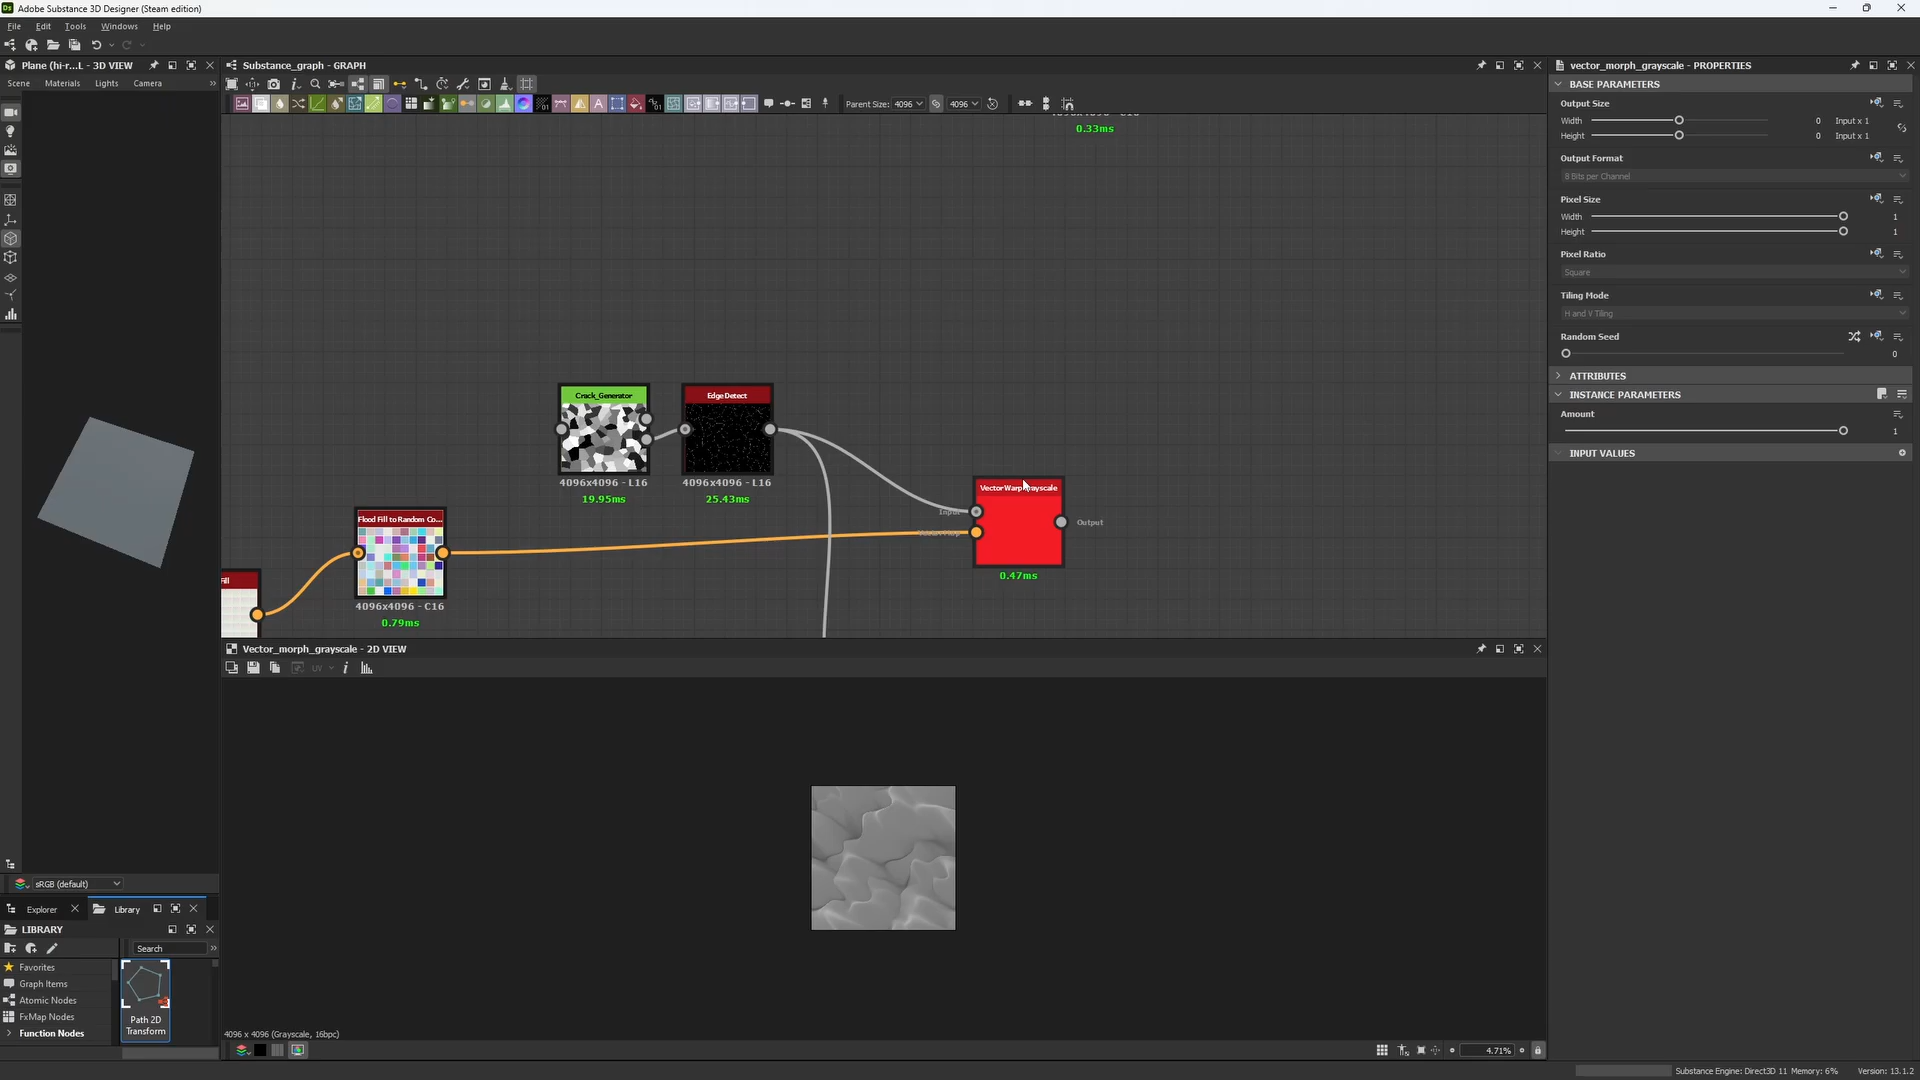 Adobe Substance 3D Designer (Steam edition)
File Edit Tools Windows Help
Plane (hi-r...L - 3D VIEW
Scene Materials Lights Camera
Substance_graph - GRAPH
Parent Size: 4096 4096
0.33ms
Crack_Generator
4096x4096 - L16
19.95ms
Edge Detect
4096x4096 - L16
25.43ms
Flood Fill to Random Co...
4096x4096 - C16
0.79ms
Vector Warp Grayscale
Input
Output
0.47ms
Vector_morph_grayscale - 2D VIEW
UV
4096 x 4096 (Grayscale, 16bpc)
4.71%
sRGB (default)
Explorer
Library
LIBRARY
Search
Favorites
Graph Items
Atomic Nodes
FxMap Nodes
Function Nodes
Path 2D
Transform
vector_morph_grayscale - PROPERTIES
BASE PARAMETERS
Output Size
Width 0 Input x 1
Height 0 Input x 1
Output Format
8 Bits per Channel
Pixel Size
Width 1
Height 1
Pixel Ratio
Square
Tiling Mode
H and V Tiling
Random Seed
0
ATTRIBUTES
INSTANCE PARAMETERS
Amount
1
INPUT VALUES
Substance Engine: Direct3D 11 Memory: 6% Version: 13.1.2